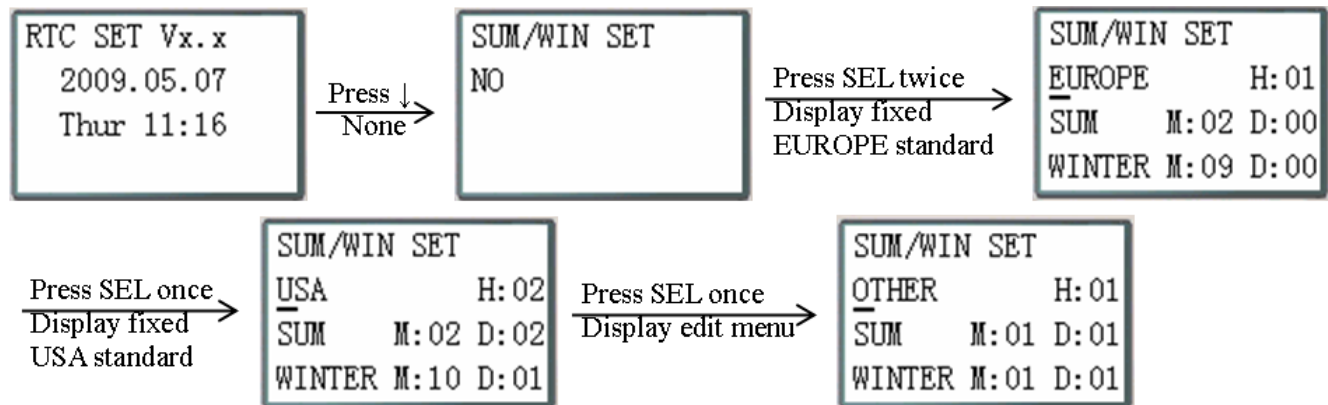 RTC SET Vx.x
2009.05.07
Thur 11:16
Press ↓
None
SUM/WIN SET
NO
Press SEL twice
Display fixed
EUROPE standard
SUM/WIN SET
EUROPE H:01
SUM M:02 D:00
WINTER M:09 D:00
Press SEL once
Display fixed
USA standard
SUM/WIN SET
USA H:02
SUM M:02 D:02
WINTER M:10 D:01
Press SEL once
Display edit menu
SUM/WIN SET
OTHER H:01
SUM M:01 D:01
WINTER M:01 D:01